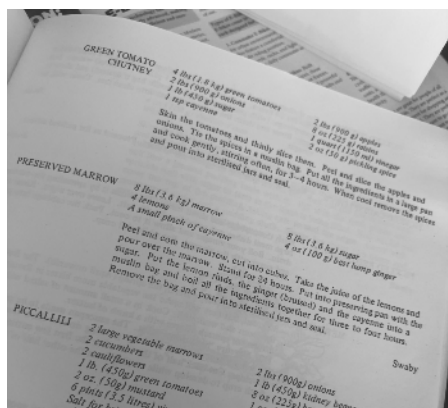 GREEN TOMATO
CHUTNEY
4 lbs (1.8 kg) green tomatoes
2 lbs (900 g) onions
1 lb (450 g) sugar
1 tsp cayenne
2 lbs (900 g) apples
8 oz (225 g) raisins
1 quart (1150 ml) vinegar
2 oz (50 g) pickling spice
Skin the tomatoes and thinly slice them. Peel and slice the apples and
onions. Tie the spices in a muslin bag. Put all the ingredients in a large pan
and cook gently, stirring often, for 3–4 hours. When cool remove the spices
and pour into sterilised jars and seal.
PRESERVED MARROW
8 lbs (3.6 kg) marrow
4 lemons
A small pinch of cayenne
8 lbs (3.6 kg) sugar
4 oz (100 g) best lump ginger
Peel and core the marrow, cut into cubes. Take the juice of the lemons and
pour over the marrow. Stand for 24 hours. Put into preserving pan with the
sugar. Put the lemon rinds, the ginger (bruised) and the cayenne into a
muslin bag and boil all the ingredients together for three to four hours.
Remove the bag and pour into sterilised jars and seal.
Swaby
PICCALILLI
2 large vegetable marrows
2 cucumbers
2 cauliflowers
1 lb. (450g) green tomatoes
2 oz. (50g) mustard
6 pints (3.5 litres)
Salt for
2 lbs (900g) onions
1 lb (450g) kidney
8 oz (225g)